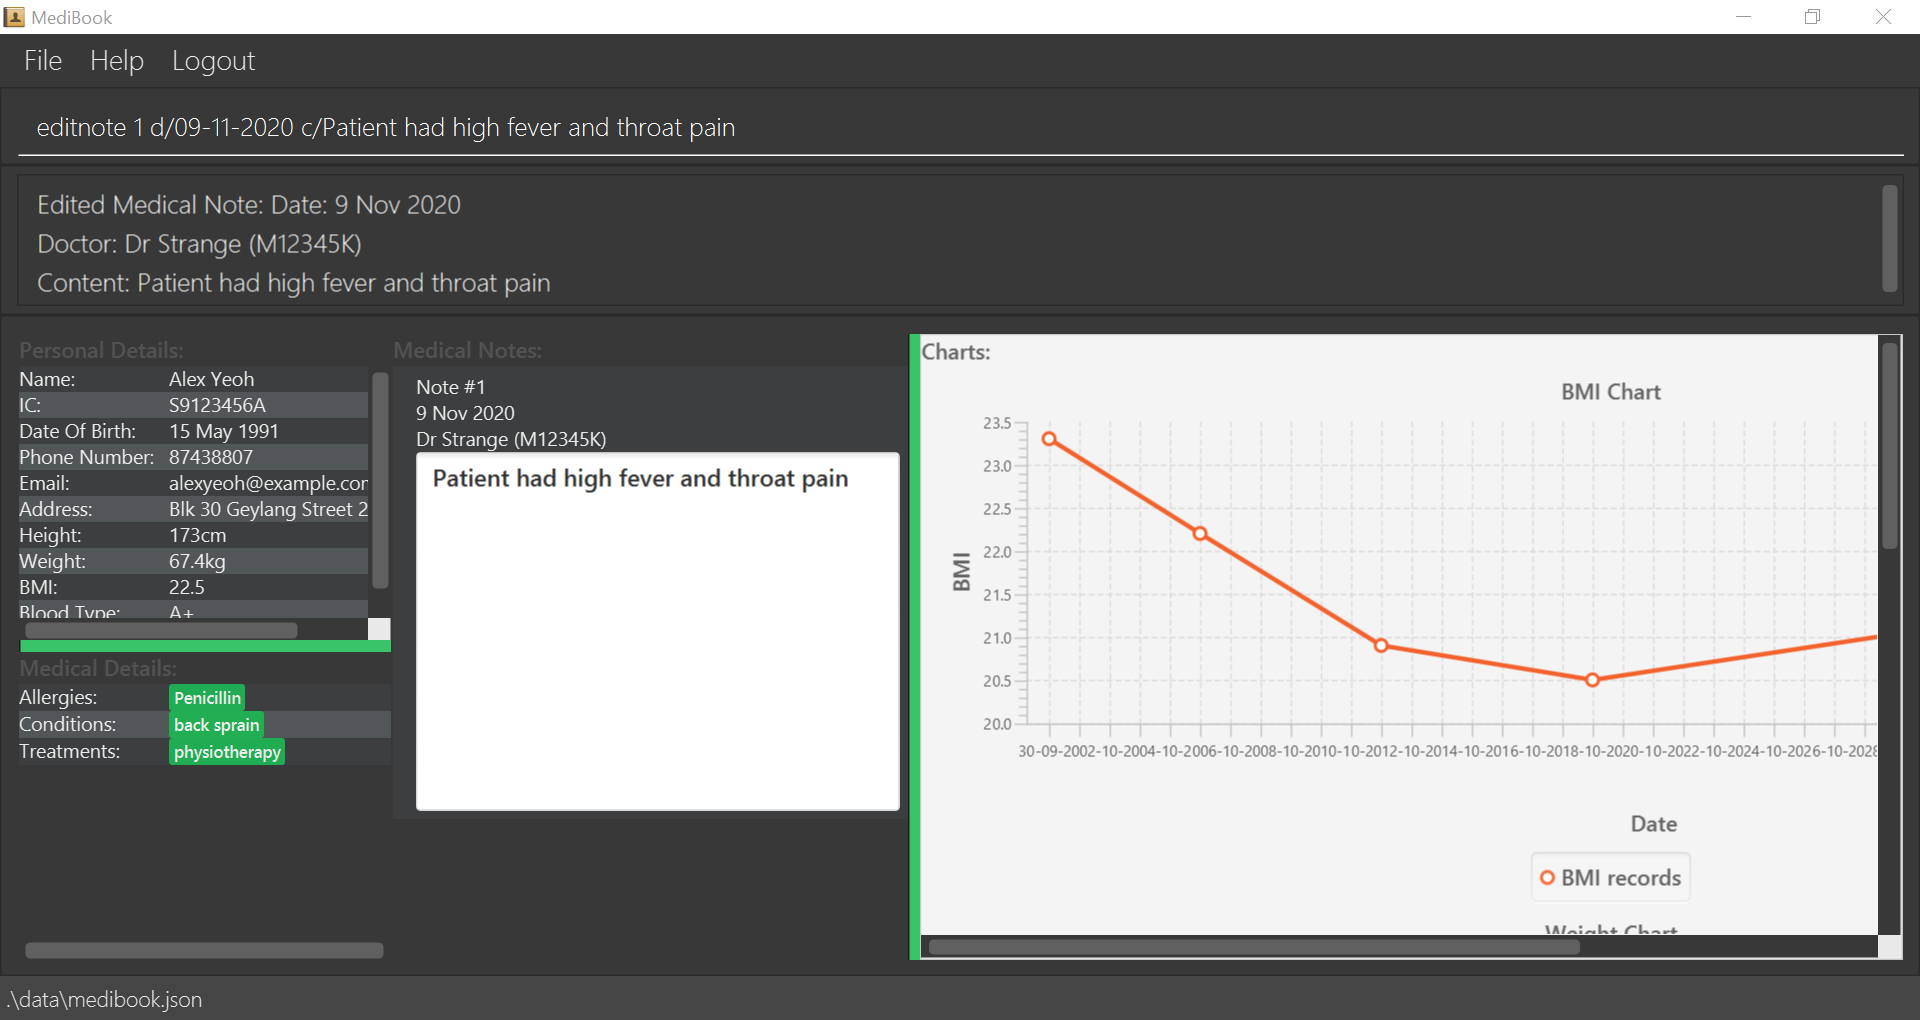 MediBook
File Help Logout
editnote 1 d/09-11-2020 c/Patient had high fever and throat pain
Edited Medical Note: Date: 9 Nov 2020
Doctor: Dr Strange (M12345K)
Content: Patient had high fever and throat pain
Personal Details:
Name: Alex Yeoh
IC: S9123456A
Date Of Birth: 15 May 1991
Phone Number: 87438807
Email: alexyeoh@example.com
Address: Blk 30 Geylang Street 2
Height: 173cm
Weight: 67.4kg
BMI: 22.5
Blood Type: A+
Medical Details:
Allergies: Penicillin
Conditions: back sprain
Treatments: physiotherapy
Medical Notes:
Note #1
9 Nov 2020
Dr Strange (M12345K)
Patient had high fever and throat pain
Charts:
BMI Chart
23.5
23.0
22.5
22.0
21.5
21.0
20.5
20.0
BMI
30-09-2002-10-2004-10-2006-10-2008-10-2010-10-2012-10-2014-10-2016-10-2018-10-2020-10-2022-10-2024-10-2026-10-2028
Date
BMI records
Weight Chart
.\data\medibook.json